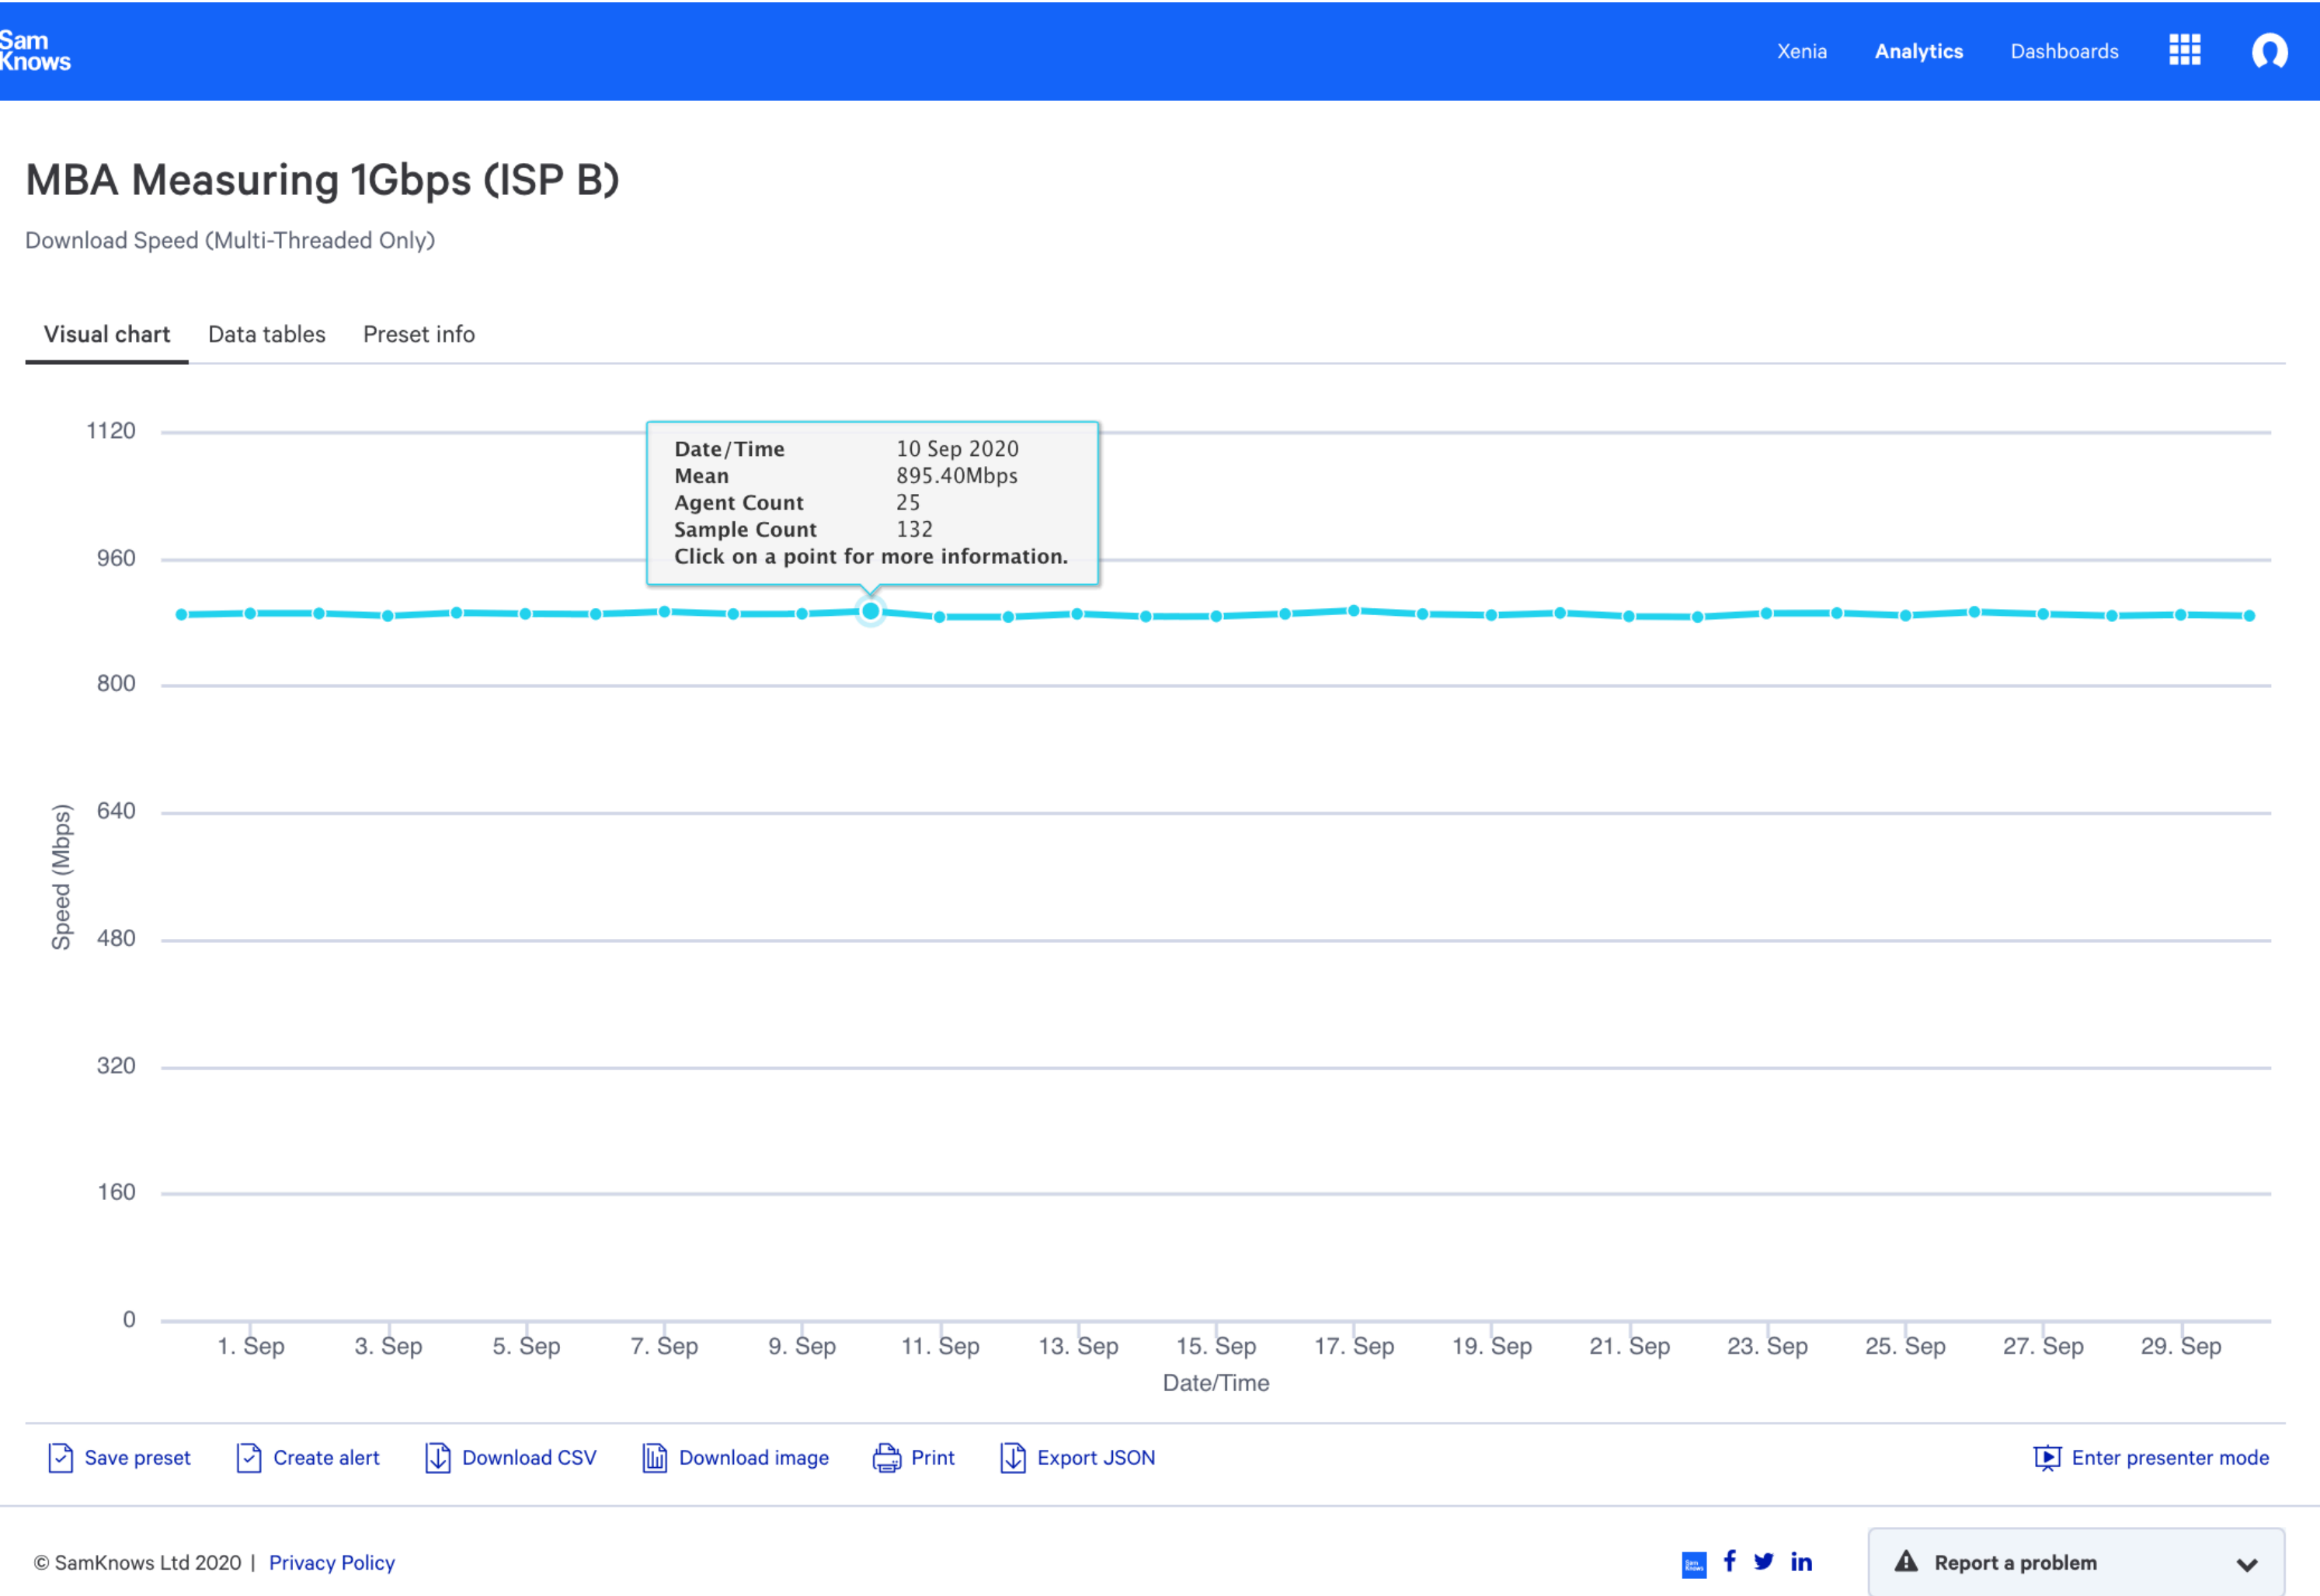 Sam
Knows
Xenia Analytics Dashboards
MBA Measuring 1Gbps (ISP B)
Download Speed (Multi-Threaded Only)
Visual chart Data tables Preset info
1120
Date/Time 10 Sep 2020
Mean 895.40Mbps
Agent Count 25
Sample Count 132
Click on a point for more information.
960
800
640
480
320
160
0
Speed (Mbps)
1. Sep 3. Sep 5. Sep 7. Sep 9. Sep 11. Sep 13. Sep 15. Sep 17. Sep 19. Sep 21. Sep 23. Sep 25. Sep 27. Sep 29. Sep
Date/Time
Save preset Create alert Download CSV Download image Print Export JSON Enter presenter mode
© SamKnows Ltd 2020 | Privacy Policy
Sam
Knows
Report a problem